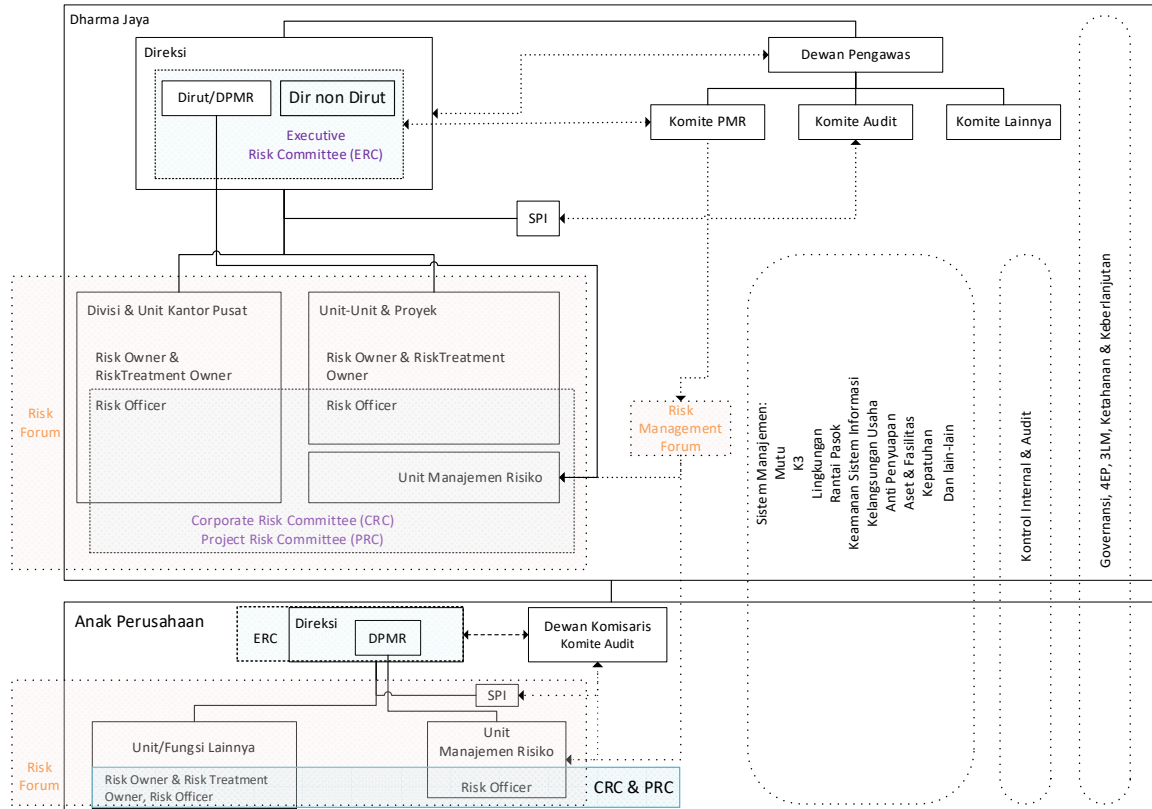 Dharma Jaya
Direksi
Dewan Pengawas
Dirut/DPMR
Dir non Dirut
Executive
Risk Committee (ERC)
Komite PMR
Komite Audit
Komite Lainnya
SPI
Divisi & Unit Kantor Pusat
Unit-Unit & Proyek
Risk Owner &
RiskTreatment Owner
Risk Owner & RiskTreatment
Owner
Risk Officer
Risk Officer
Risk
Forum
Risk
Management
Forum
Unit Manajemen Risiko
Corporate Risk Committee (CRC)
Project Risk Committee (PRC)
Sistem Manajemen:
Mutu
K3
Lingkungan
Rantai Pasok
Keamanan Sistem Informasi
Kelangsungan Usaha
Anti Penyuapan
Aset & Fasilitas
Kepatuhan
Dan lain-lain
Kontrol Internal & Audit
Governansi, 4EP, 3LM, Ketahanan & Keberlanjutan
Anak Perusahaan
ERC
Direksi
DPMR
Dewan Komisaris
Komite Audit
SPI
Unit/Fungsi Lainnya
Unit
Manajemen Risiko
Risk
Forum
Risk Owner & Risk Treatment
Owner, Risk Officer
Risk Officer
CRC & PRC